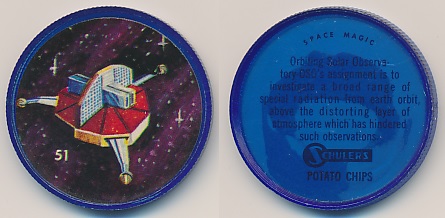 51
SPACE MAGIC
Orbiting Solar Observa-
tory-OSO's assignment is to
investigate a broad range of
special radiation from earth orbit,
above the distorting layer of
atmosphere which has hindered
such observations.
SCHULERS
POTATO CHIPS